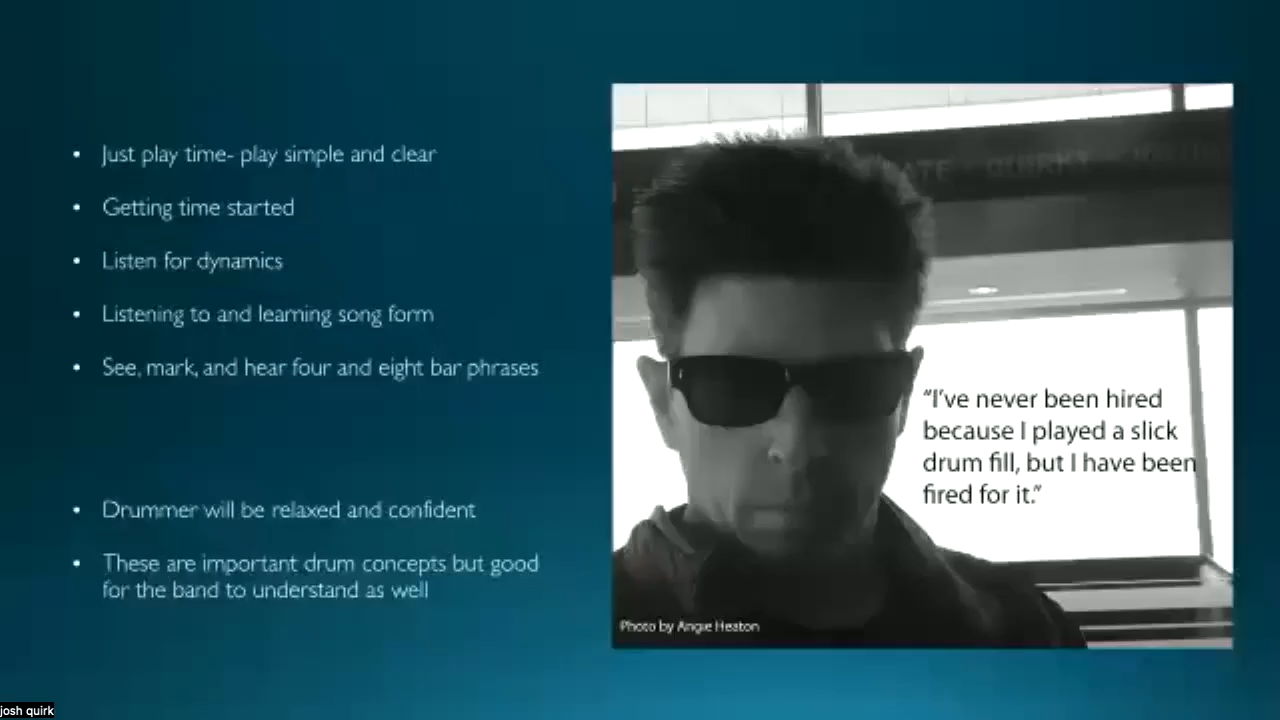 • Just play time- play simple and clear
• Getting time started
• Listen for dynamics
• Listening to and learning song form
• See, mark, and hear four and eight bar phrases
• Drummer will be relaxed and confident
• These are important drum concepts but good
for the band to understand as well
QUIRKY
“I’ve never been hired
because I played a slick
drum fill, but I have been
fired for it.”
Photo by Angie Heaton
josh quirk